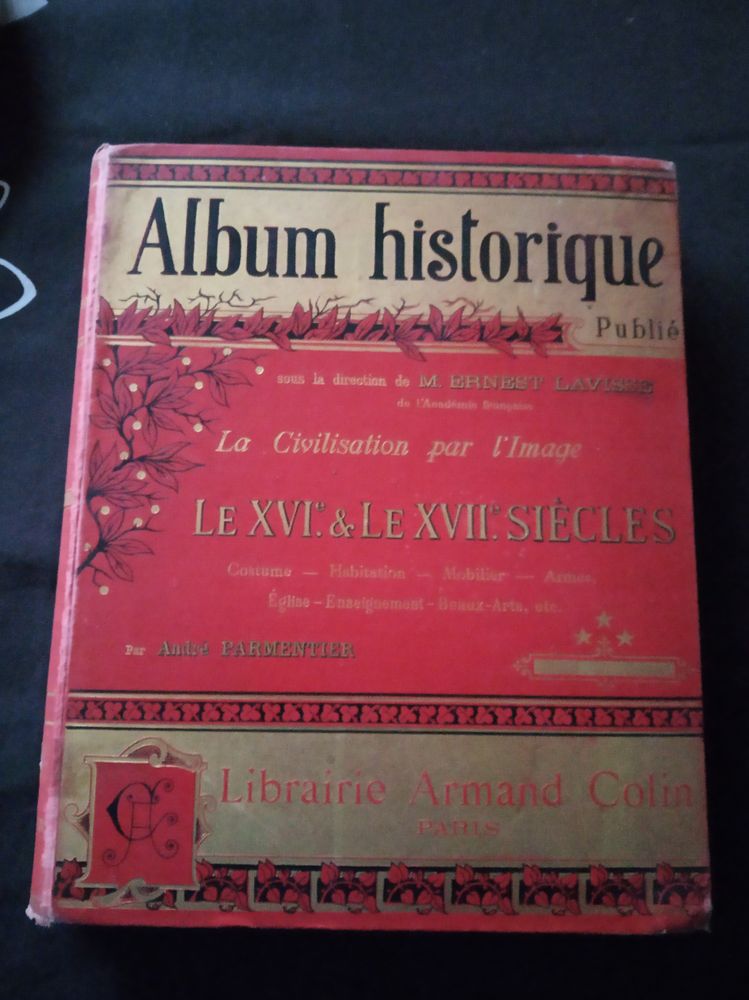 Album historique
Publié
sous la direction de M. ERNEST LAVISSE
de l'Académie française
La Civilisation par l'Image
LE XVIe. & LE XVIIe. SIÈCLES
Costume — Habitation — Mobilier — Armes,
Église - Enseignement - Beaux-Arts, etc.
Par André PARMENTIER
Librairie Armand Colin
PARIS